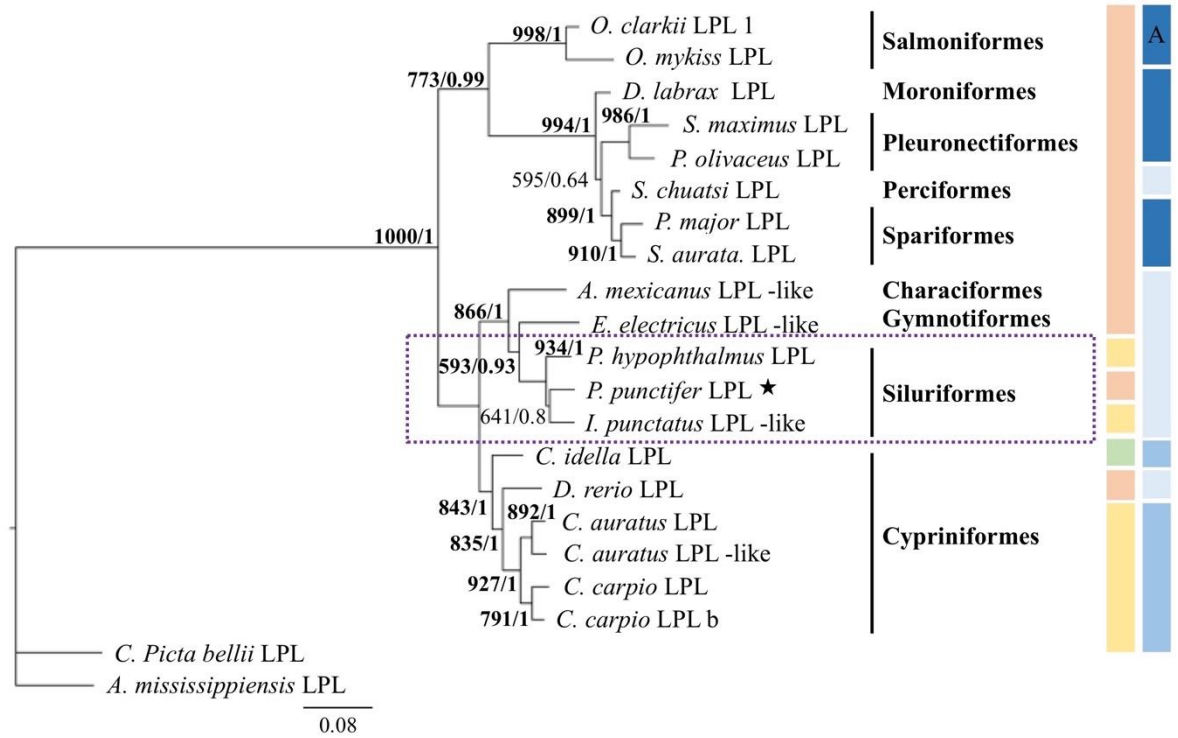 O. clarkii LPL 1
998/1
Salmoniformes
A
O. mykiss LPL
773/0.99
D. labrax LPL
Moroniformes
986/1
S. maximus LPL
994/1
Pleuronectiformes
P. olivaceus LPL
595/0.64
S. chuatsi LPL
Perciformes
899/1
P. major LPL
Spariformes
910/1
S. aurata. LPL
1000/1
A. mexicanus LPL -like
Characiformes
866/1
E. electricus LPL -like
Gymnotiformes
934/1
P. hypophthalmus LPL
593/0.93
P. punctifer LPL ★
Siluriformes
641/0.8
I. punctatus LPL -like
C. idella LPL
D. rerio LPL
843/1
892/1
C. auratus LPL
Cypriniformes
835/1
C. auratus LPL -like
927/1
C. carpio LPL
791/1
C. carpio LPL b
C. Picta bellii LPL
A. mississippiensis LPL
0.08